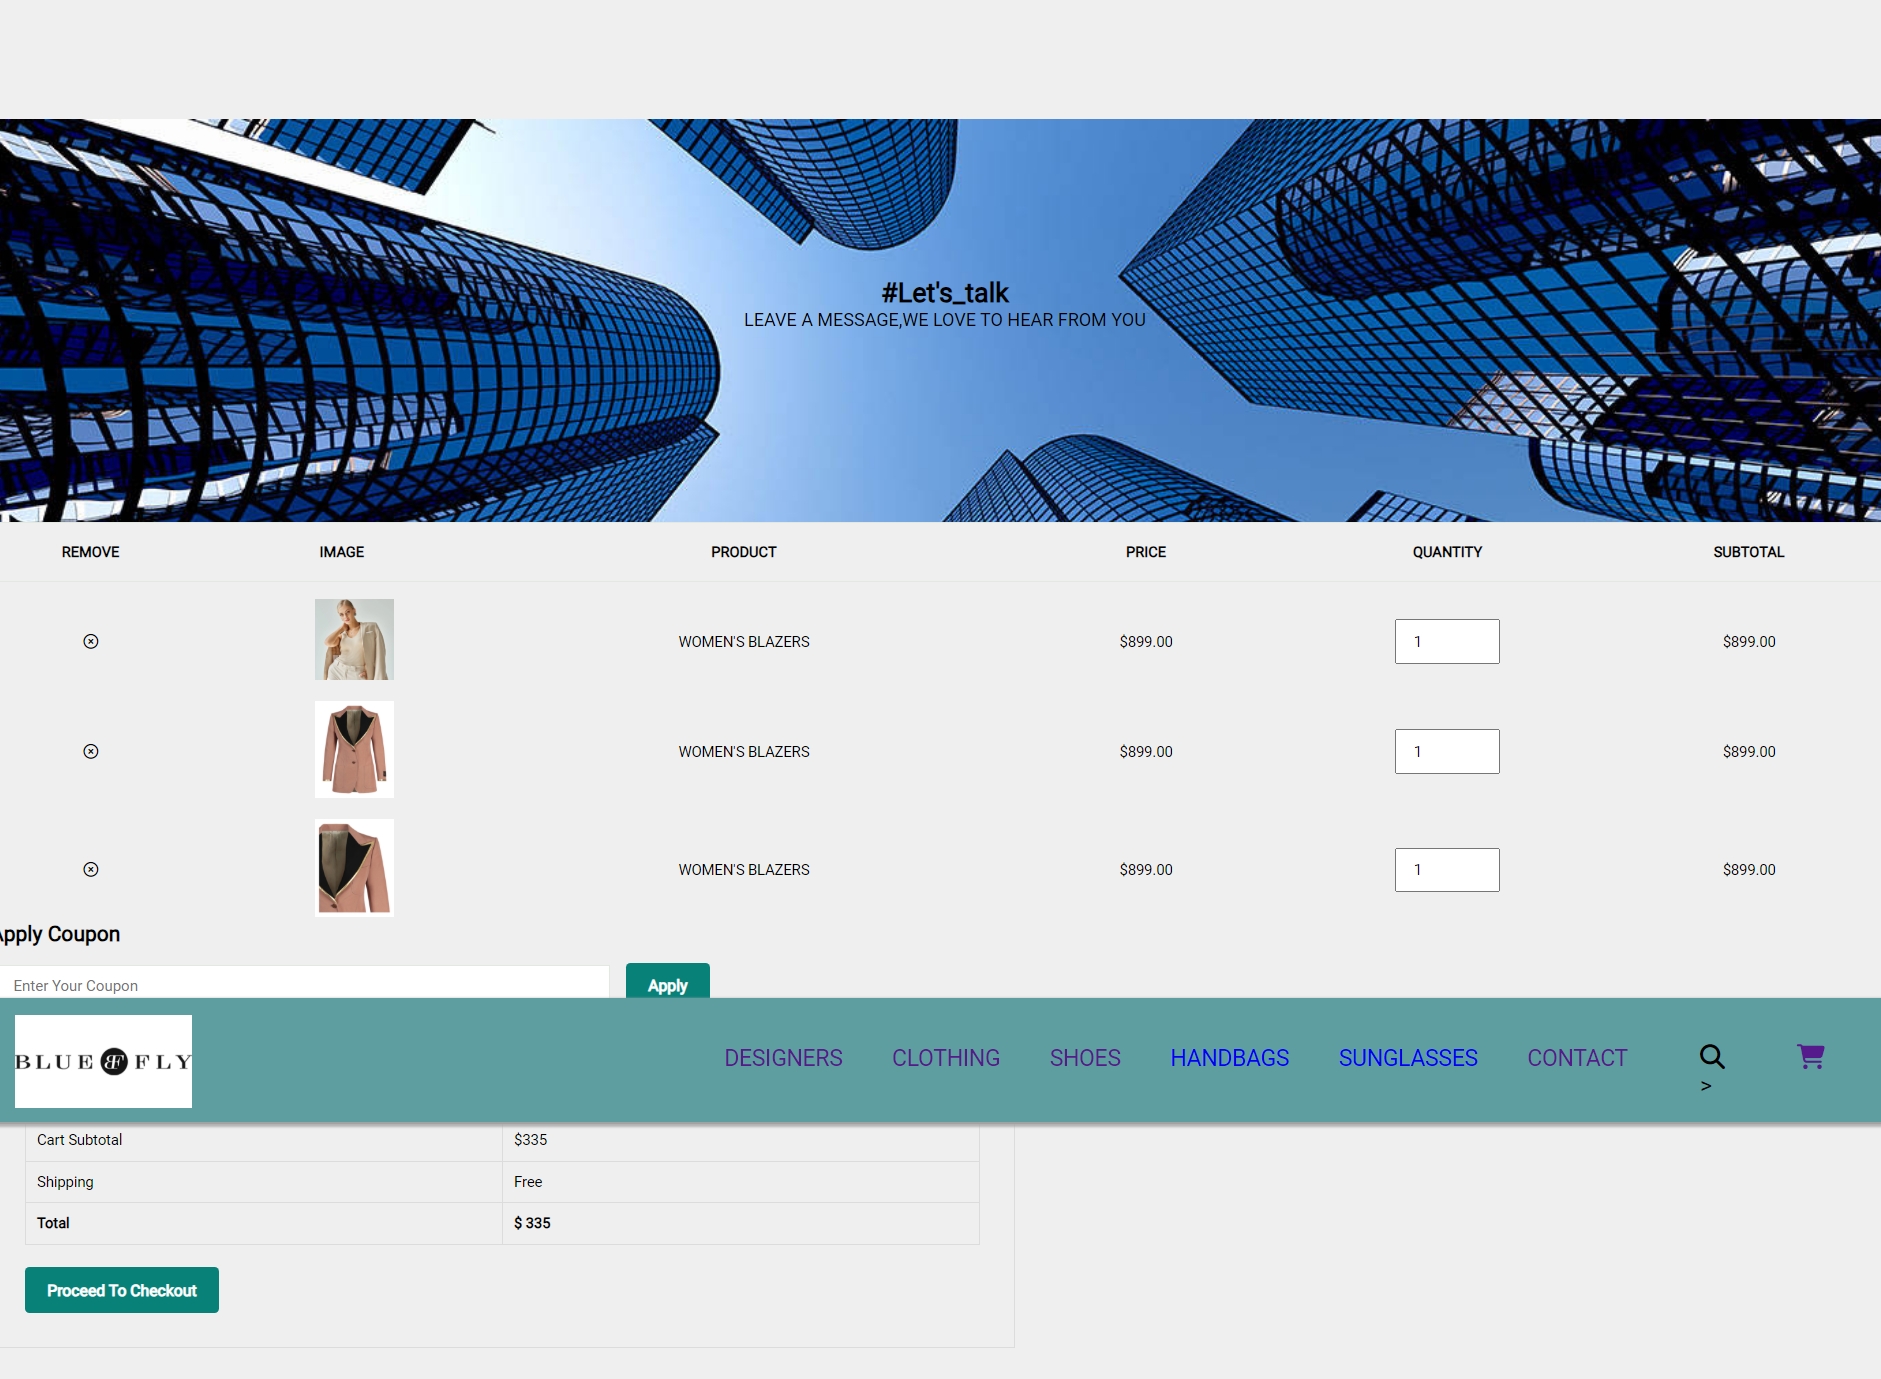 #Let's_talk
LEAVE A MESSAGE,WE LOVE TO HEAR FROM YOU
REMOVE IMAGE PRODUCT PRICE QUANTITY SUBTOTAL
WOMEN'S BLAZERS $899.00 1 $899.00
WOMEN'S BLAZERS $899.00 1 $899.00
WOMEN'S BLAZERS $899.00 1 $899.00
Apply Coupon
Enter Your Coupon Apply
BLUE BF FLY DESIGNERS CLOTHING SHOES HANDBAGS SUNGLASSES CONTACT
>
Cart Subtotal $335
Shipping Free
Total $ 335
Proceed To Checkout